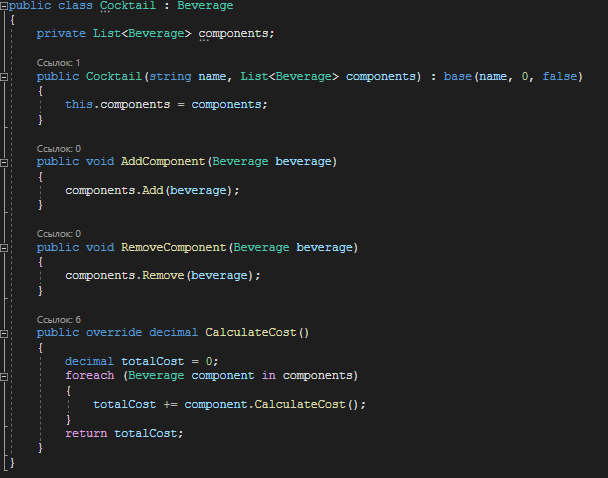 public class Cocktail : Beverage
{
    private List<Beverage> components;

    Ссылок: 1
    public Cocktail(string name, List<Beverage> components) : base(name, 0, false)
    {
        this.components = components;
    }

    Ссылок: 0
    public void AddComponent(Beverage beverage)
    {
        components.Add(beverage);
    }

    Ссылок: 0
    public void RemoveComponent(Beverage beverage)
    {
        components.Remove(beverage);
    }

    Ссылок: 6
    public override decimal CalculateCost()
    {
        decimal totalCost = 0;
        foreach (Beverage component in components)
        {
            totalCost += component.CalculateCost();
        }
        return totalCost;
    }
}